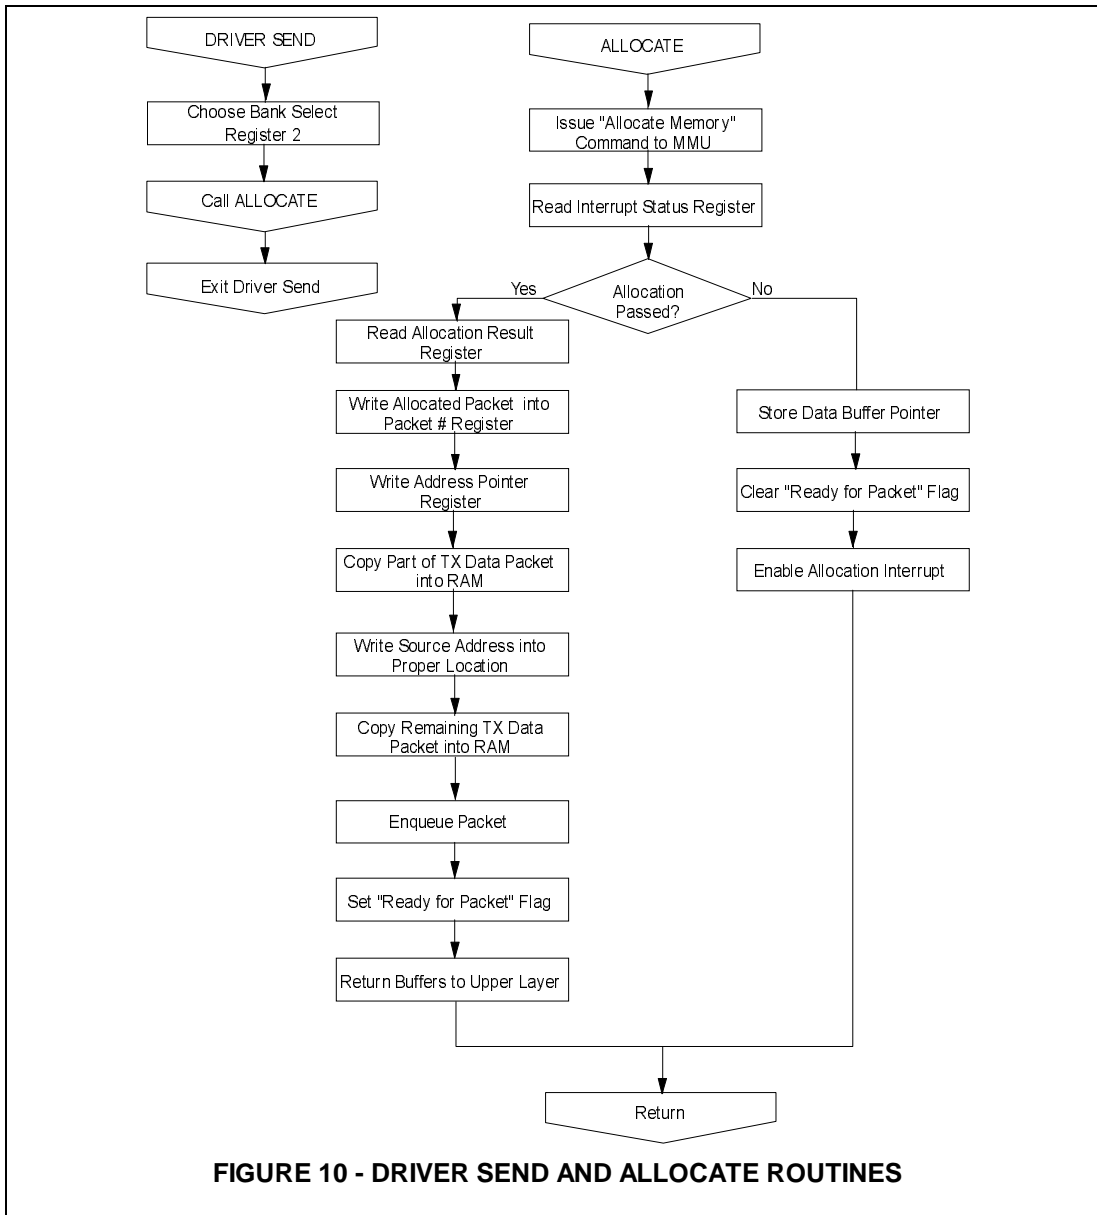 DRIVER SEND
Choose Bank Select
Register 2
Call ALLOCATE
Exit Driver Send
ALLOCATE
Issue "Allocate Memory"
Command to MMU
Read Interrupt Status Register
Allocation
Passed?
Yes
No
Read Allocation Result
Register
Write Allocated Packet into
Packet # Register
Write Address Pointer
Register
Copy Part of TX Data Packet
into RAM
Write Source Address into
Proper Location
Copy Remaining TX Data
Packet into RAM
Enqueue Packet
Set "Ready for Packet" Flag
Return Buffers to Upper Layer
Store Data Buffer Pointer
Clear "Ready for Packet" Flag
Enable Allocation Interrupt
Return
FIGURE 10 - DRIVER SEND AND ALLOCATE ROUTINES